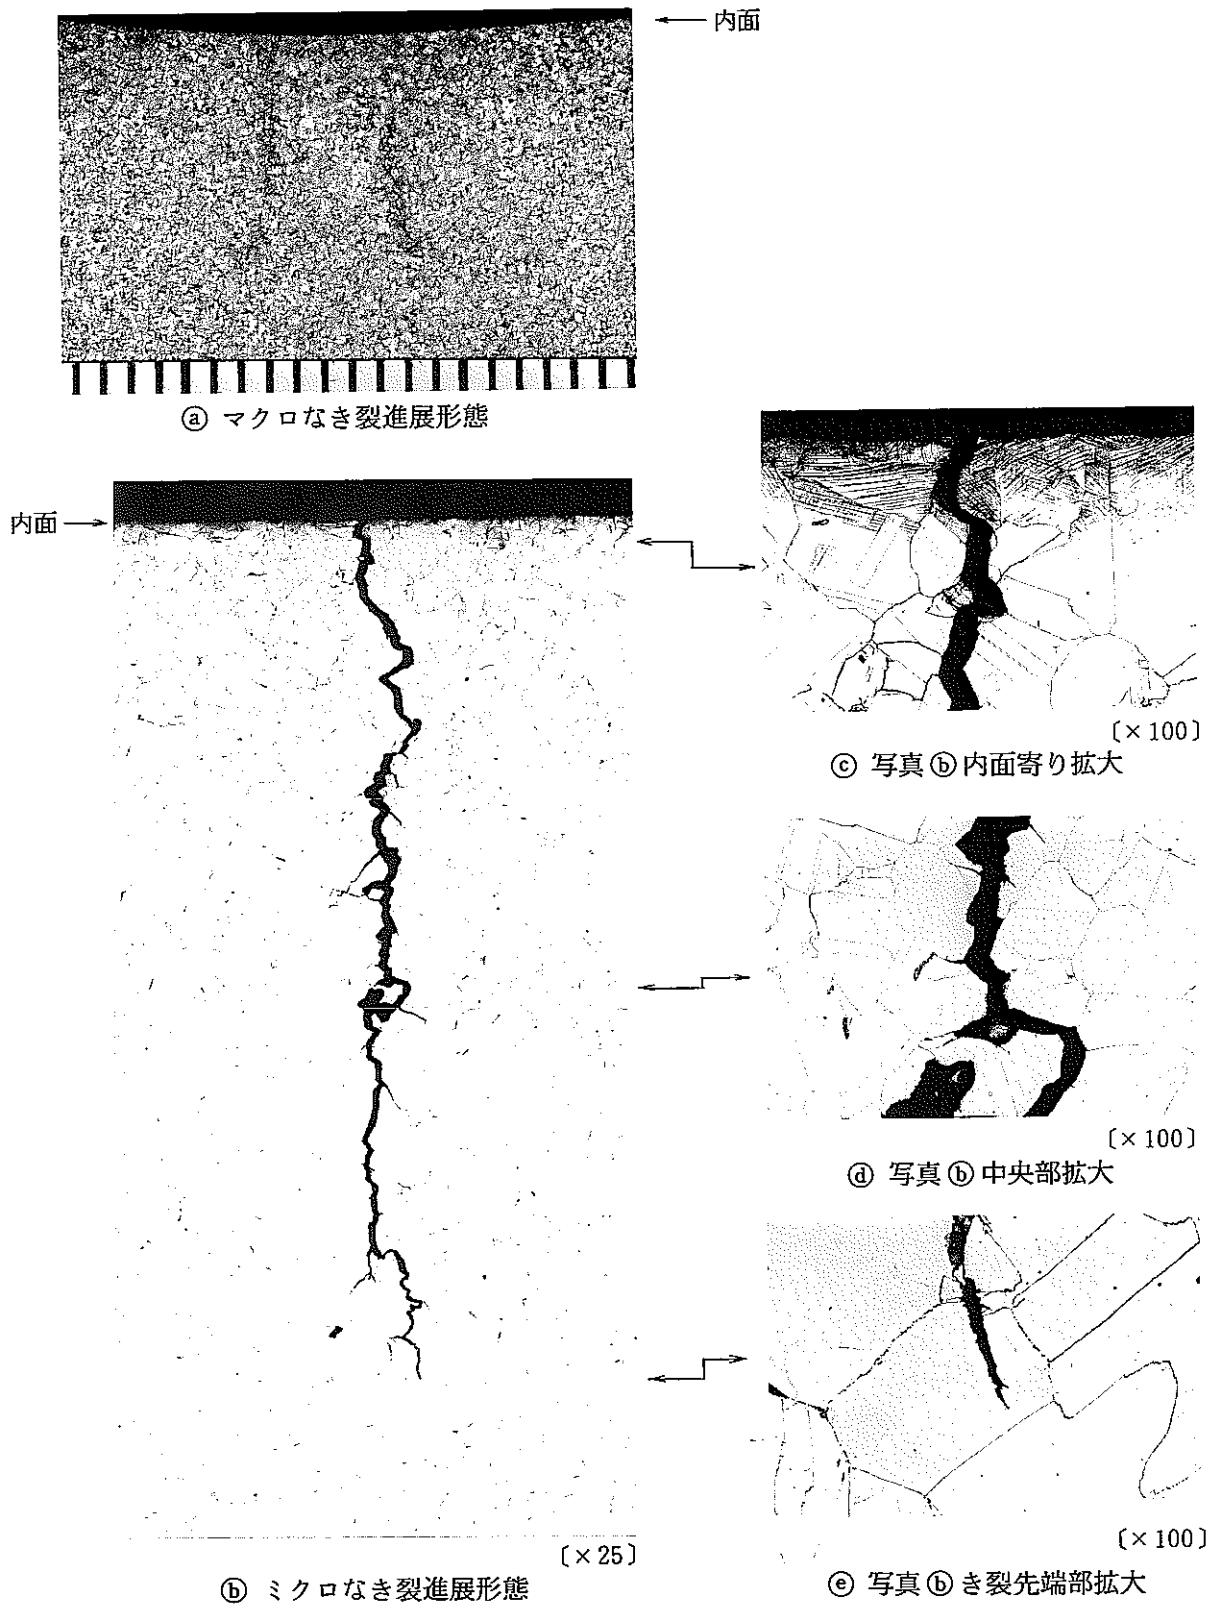 内面
ⓐ マクロなき裂進展形態
内面
〔×25〕
ⓑ ミクロなき裂進展形態
〔×100〕
ⓒ 写真ⓑ内面寄り拡大
〔×100〕
ⓓ 写真ⓑ中央部拡大
〔×100〕
ⓔ 写真ⓑき裂先端部拡大